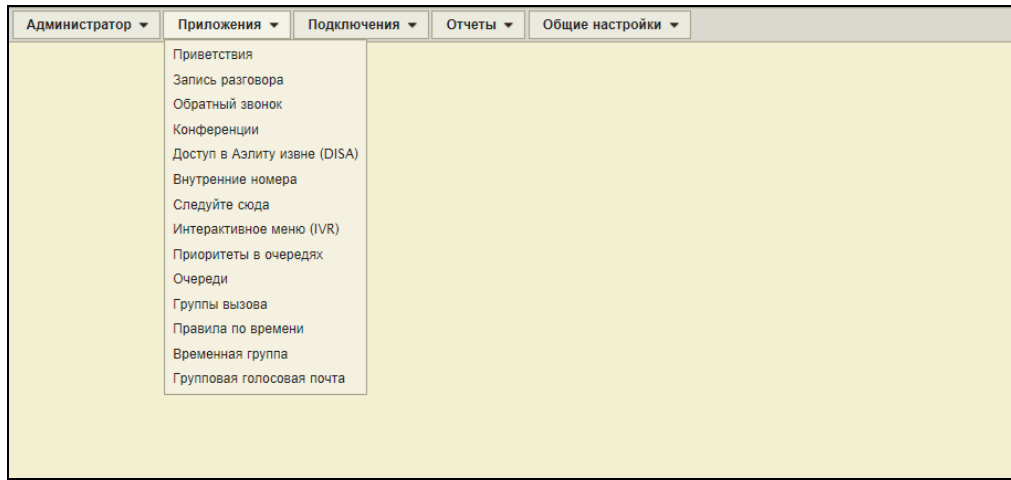 Администратор Приложения Подключения Отчеты Общие настройки
Приветствия
Запись разговора
Обратный звонок
Конференции
Доступ в Аэлиту извне (DISA)
Внутренние номера
Следуйте сюда
Интерактивное меню (IVR)
Приоритеты в очередях
Очереди
Группы вызова
Правила по времени
Временная группа
Групповая голосовая почта